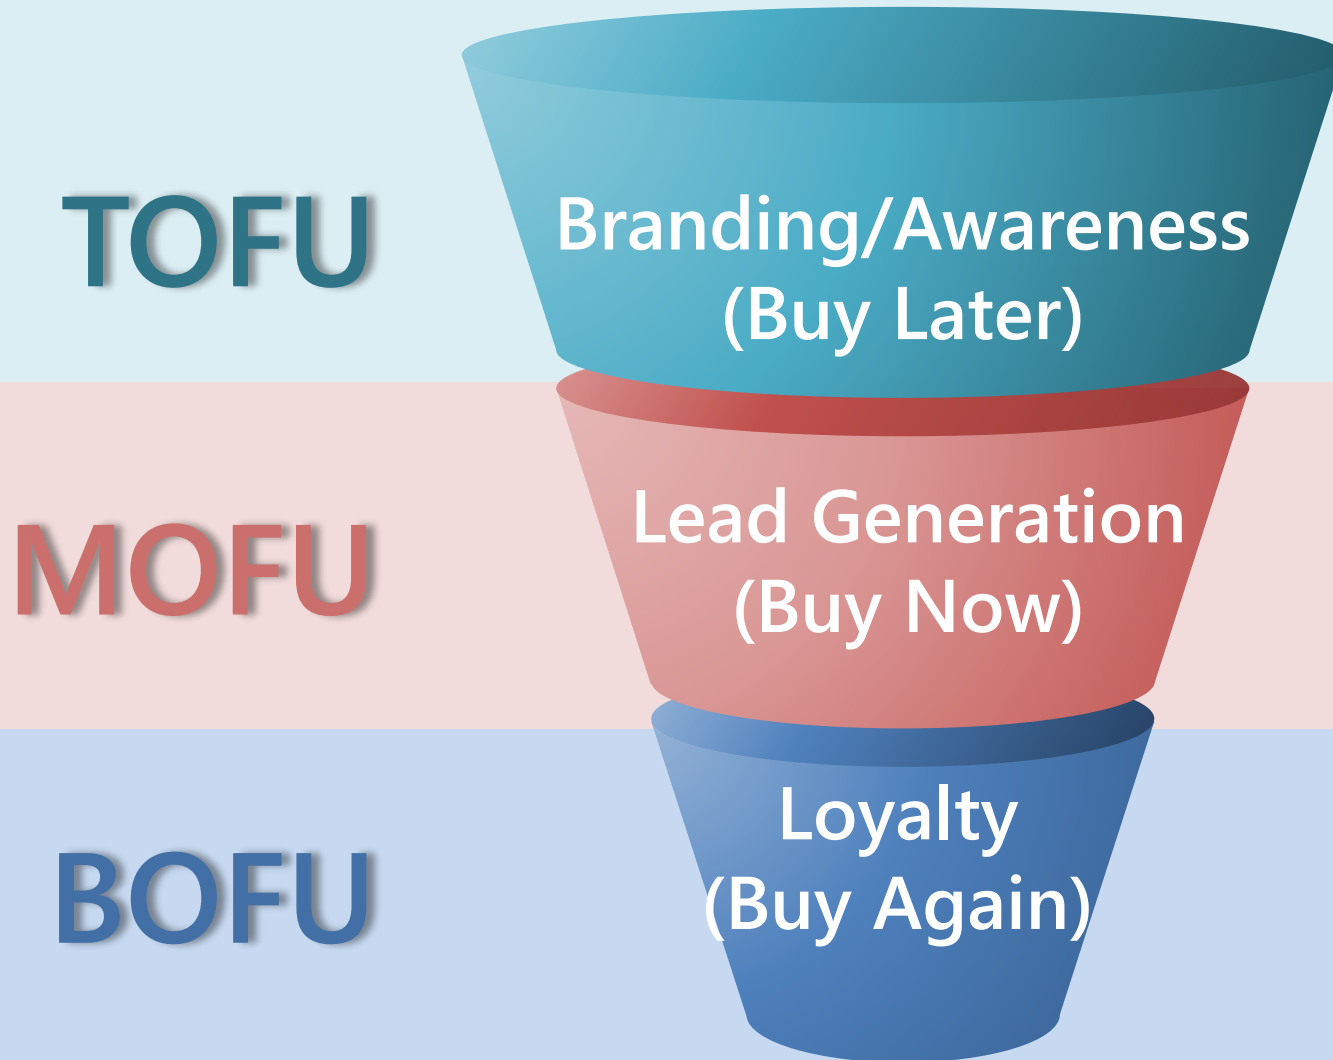 TOFU
Branding/Awareness
(Buy Later)
MOFU
Lead Generation
(Buy Now)
BOFU
Loyalty
(Buy Again)